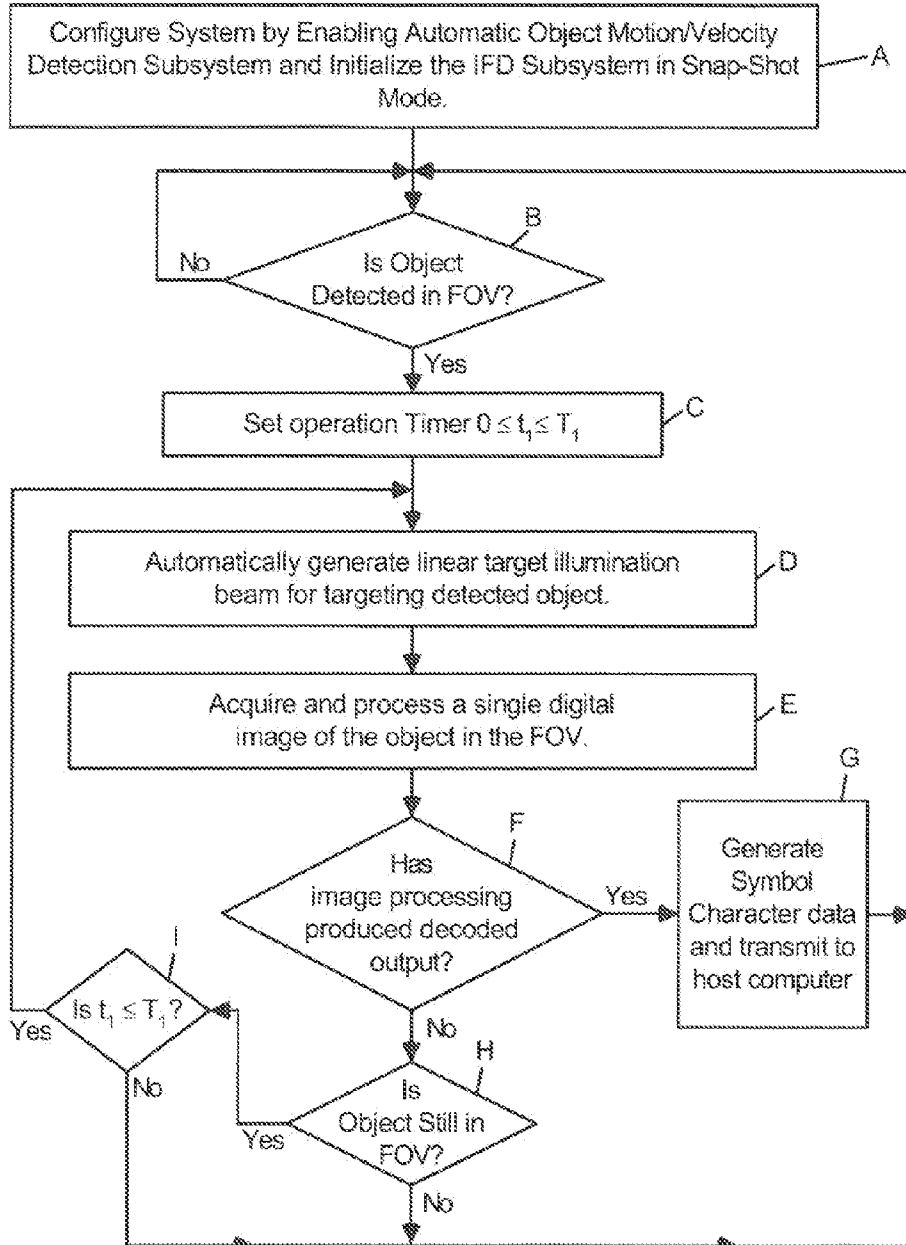 Configure System by Enabling Automatic Object Motion/Velocity
Detection Subsystem and Initialize the IFD Subsystem in Snap-Shot
Mode.
A
B
No
Is Object
Detected in FOV?
Yes
C
Set operation Timer 0 ≤ t₁ ≤ T₁
Automatically generate linear target illumination
beam for targeting detected object.
D
Acquire and process a single digital
image of the object in the FOV.
E
F
Has
image processing
produced decoded
output?
Yes
G
Generate
Symbol
Character data
and transmit to
host computer
I
Is t₁ ≤ T₁?
Yes
No
No
H
Is
Object Still in
FOV?
Yes
No